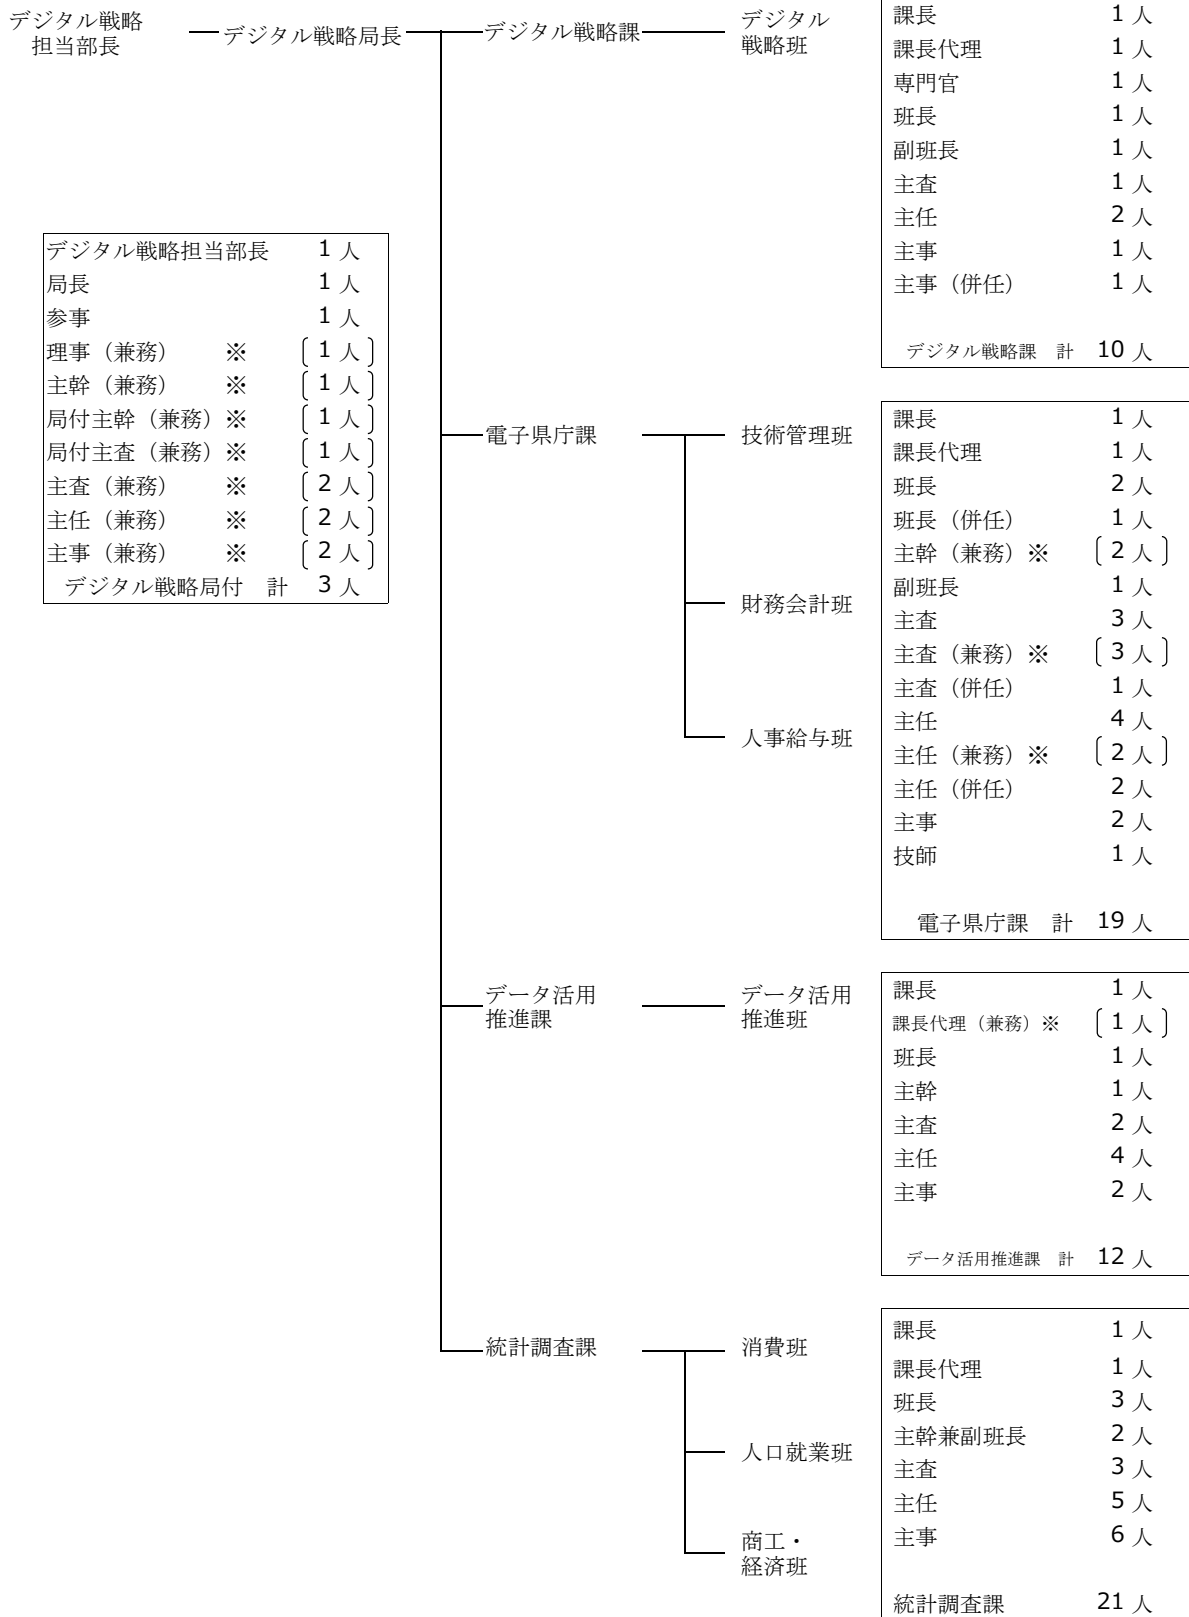 デジタル戦略
担当部長
デジタル戦略局長
デジタル戦略課
デジタル
戦略班
課長 1 人
課長代理 1 人
専門官 1 人
班長 1 人
副班長 1 人
主査 1 人
主任 2 人
主事 1 人
主事（併任） 1 人
デジタル戦略課 計 10 人
デジタル戦略担当部長 1 人
局長 1 人
参事 1 人
理事（兼務） ※ 〔 1 人 〕
主幹（兼務） ※ 〔 1 人 〕
局付主幹（兼務）※ 〔 1 人 〕
局付主査（兼務）※ 〔 1 人 〕
主査（兼務） ※ 〔 2 人 〕
主任（兼務） ※ 〔 2 人 〕
主事（兼務） ※ 〔 2 人 〕
デジタル戦略局付 計 3 人
電子県庁課
技術管理班
財務会計班
人事給与班
課長 1 人
課長代理 1 人
班長 2 人
班長（併任） 1 人
主幹（兼務）※ 〔 2 人 〕
副班長 1 人
主査 3 人
主査（兼務）※ 〔 3 人 〕
主査（併任） 1 人
主任 4 人
主任（兼務）※ 〔 2 人 〕
主任（併任） 2 人
主事 2 人
技師 1 人
電子県庁課 計 19 人
データ活用
推進課
データ活用
推進班
課長 1 人
課長代理（兼務）※ 〔 1 人 〕
班長 1 人
主幹 1 人
主査 2 人
主任 4 人
主事 2 人
データ活用推進課 計 12 人
統計調査課
消費班
人口就業班
商工・
経済班
課長 1 人
課長代理 1 人
班長 3 人
主幹兼副班長 2 人
主査 3 人
主任 5 人
主事 6 人
統計調査課 21 人